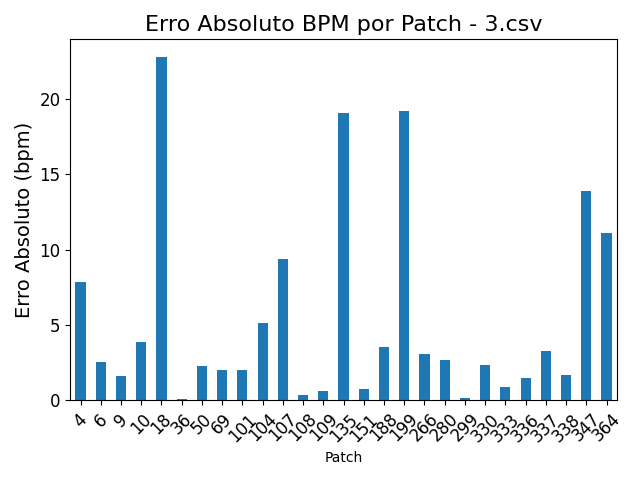 Erro Absoluto BPM por Patch - 3.csv
Erro Absoluto (bpm)
20
15
10
5
0
4 6 9 10 18 36 50 69 101 104 107 108 109 135 151 188 199 266 280 299 330 333 336 337 338 347 364
Patch